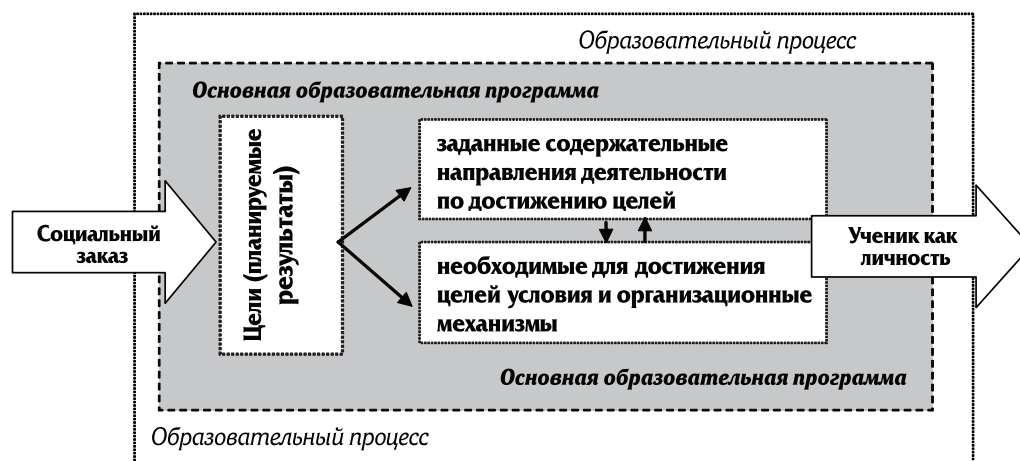 Образовательный процесс
Основная образовательная программа
Социальный
заказ
Цели (планируемые
результаты)
заданные содержательные
направления деятельности
по достижению целей
необходимые для достижения
целей условия и организационные
механизмы
Ученик как
личность
Основная образовательная программа
Образовательный процесс